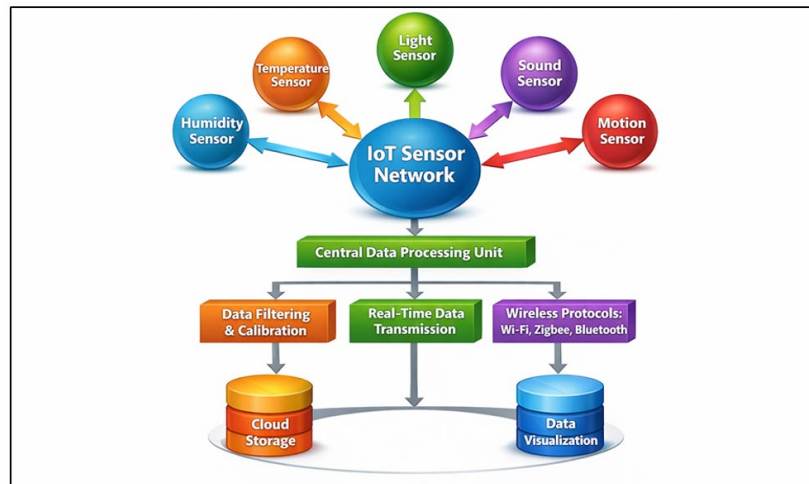 Light
Sensor
Temperature
Sensor
Sound
Sensor
Humidity
Sensor
Motion
Sensor
IoT Sensor
Network
Central Data Processing Unit
Data Filtering
& Calibration
Real-Time Data
Transmission
Wireless Protocols:
Wi-Fi, Zigbee, Bluetooth
Cloud
Storage
Data
Visualization